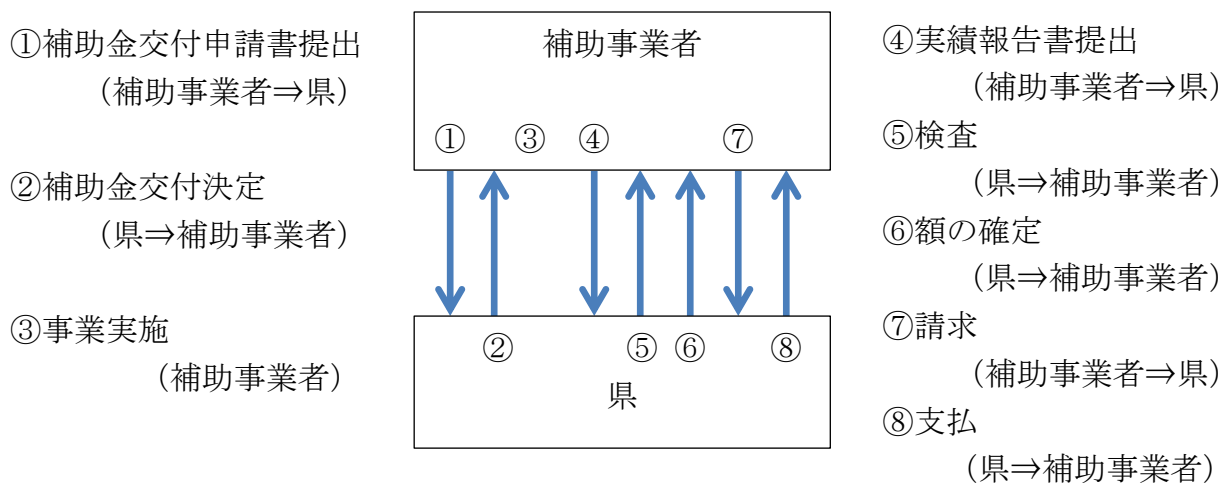 ①補助金交付申請書提出
（補助事業者⇒県）
②補助金交付決定
（県⇒補助事業者）
③事業実施
（補助事業者）
補助事業者
① ③ ④ ⑦
② ⑤ ⑥ ⑧
県
④実績報告書提出
（補助事業者⇒県）
⑤検査
（県⇒補助事業者）
⑥額の確定
（県⇒補助事業者）
⑦請求
（補助事業者⇒県）
⑧支払
（県⇒補助事業者）